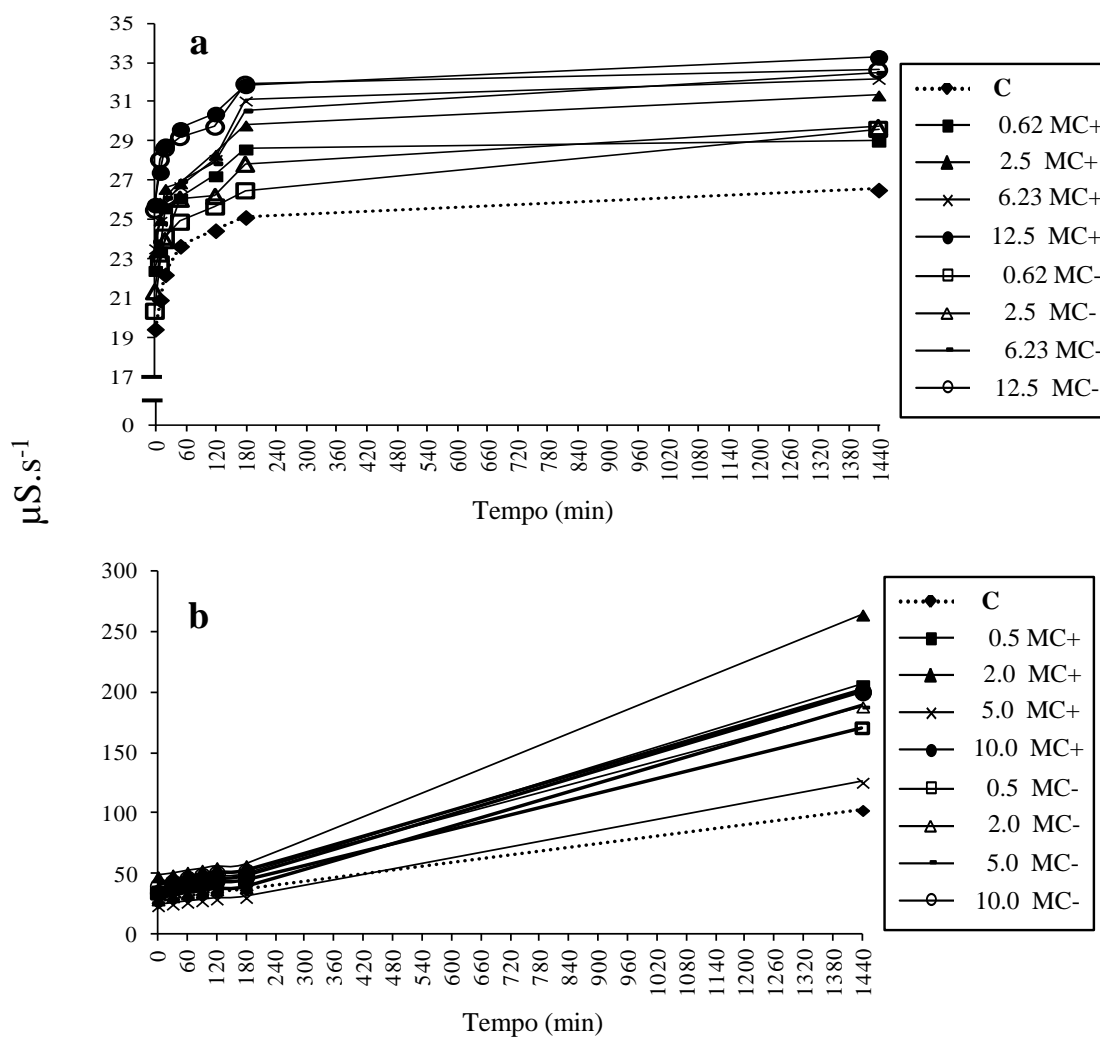 µS.s-1
a
35
33
31
29
27
25
23
21
19
17
0
0
60
120
180
240
300
360
420
480
540
600
660
720
780
840
900
960
1020
1080
1140
1200
1260
1320
1380
1440
Tempo (min)
C
0.62 MC+
2.5 MC+
6.23 MC+
12.5 MC+
0.62 MC-
2.5 MC-
6.23 MC-
12.5 MC-
b
300
250
200
150
100
50
0
0
60
120
180
240
300
360
420
480
540
600
660
720
780
840
900
960
1020
1080
1140
1200
1260
1320
1380
1440
Tempo (min)
C
0.5 MC+
2.0 MC+
5.0 MC+
10.0 MC+
0.5 MC-
2.0 MC-
5.0 MC-
10.0 MC-